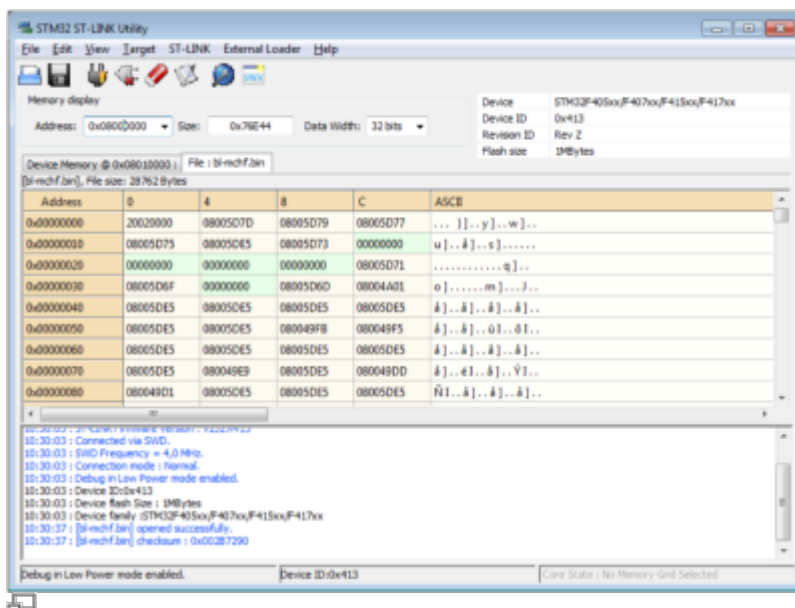 STM32 ST-LINK Utility
File Edit View Target ST-LINK External Loader Help
Memory display
Address: 0x08000000 Size: 0x76E44 Data Width: 32 bits
Device STM32F405xx/F407xx/F415xx/F417xx
Device ID 0x413
Revision ID Rev Z
Flash size 1MBytes
Device Memory @ 0x08010000 : File : bl-mchf.bin
[bl-mchf.bin], File size: 28762 Bytes
Address 0 4 8 C ASCII
0x00000000 20020000 08005D7D 08005D79 08005D77 ... }]..y]..w]..
0x00000010 08005D75 08005DE5 08005D73 00000000 u]..å]..s]......
0x00000020 00000000 00000000 00000000 08005D71 ............q]..
0x00000030 08005D6F 00000000 08005D6D 08004A01 o]......m]...J..
0x00000040 08005DE5 08005DE5 08005DE5 08005DE5 å]..å]..å]..å]..
0x00000050 08005DE5 08005DE5 080049FB 080049F5 å]..å]..ûI..õI..
0x00000060 08005DE5 08005DE5 08005DE5 08005DE5 å]..å]..å]..å]..
0x00000070 08005DE5 080049E9 08005DE5 080049DD å]..éI..å]..ÝI..
0x00000080 080049D1 08005DE5 08005DE5 08005DE5 ÑI..å]..å]..å]..
10:30:03 : Connected via SWD.
10:30:03 : SWD Frequency = 4,0 MHz.
10:30:03 : Connection mode : Normal.
10:30:03 : Debug in Low Power mode enabled.
10:30:03 : Device ID:0x413
10:30:03 : Device flash Size : 1MBytes
10:30:03 : Device family :STM32F405xx/F407xx/F415xx/F417xx
10:30:37 : [bl-mchf.bin] opened successfully.
10:30:37 : [bl-mchf.bin] checksum : 0x002B7290
Debug in Low Power mode enabled. Device ID:0x413 Core State : No Memory Grid Selected